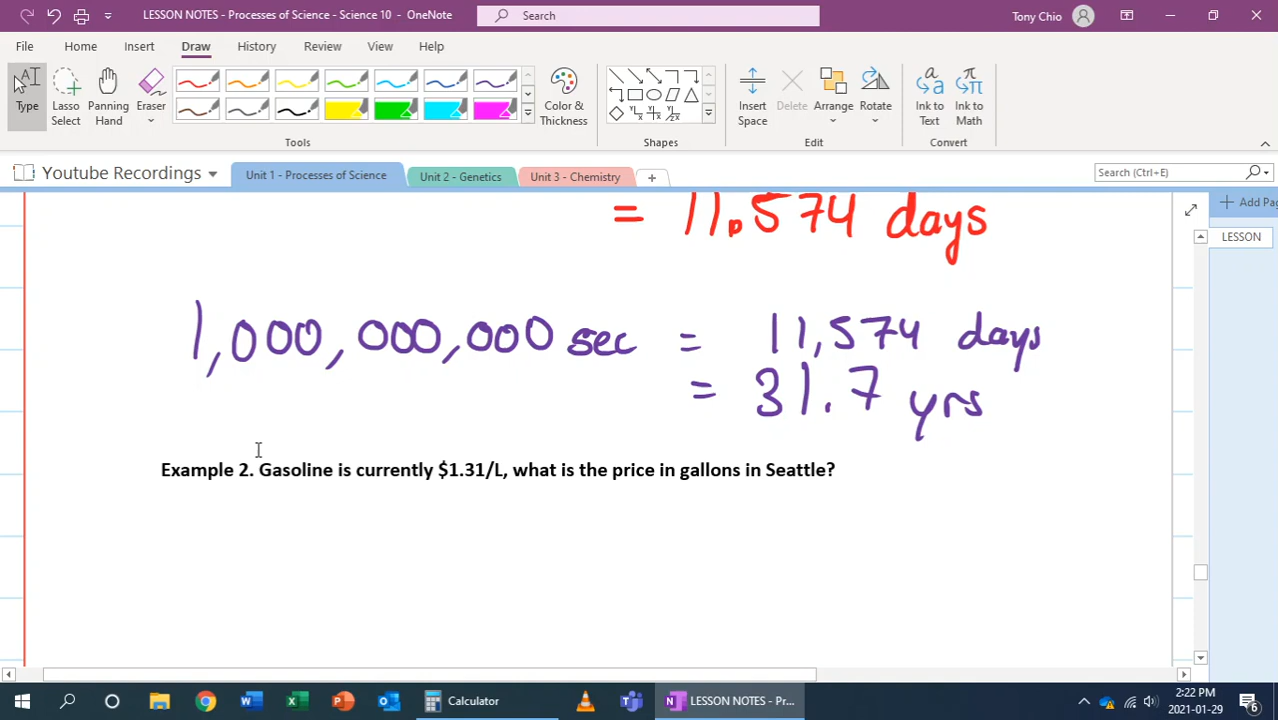 LESSON NOTES - Processes of Science - Science 10 - OneNote
Search
Tony Chio
File Home Insert Draw History Review View Help
Type
Lasso Select
Panning Hand
Eraser
Color & Thickness
Insert Space
Delete
Arrange
Rotate
Ink to Text
Ink to Math
Tools
Shapes
Edit
Convert
Youtube Recordings
Unit 1 - Processes of Science
Unit 2 - Genetics
Unit 3 - Chemistry
Search (Ctrl+E)
Add Pag
LESSON
= 11.574 days
1,000,000,000 sec = 11,574 days
= 31.7 yrs
Example 2. Gasoline is currently $1.31/L, what is the price in gallons in Seattle?
Calculator
LESSON NOTES - Pr...
2:22 PM
2021-01-29
6